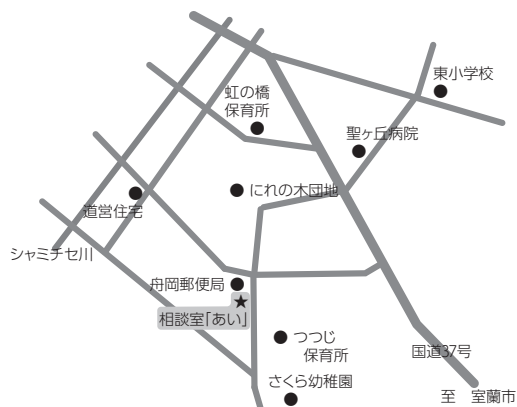 東小学校
虹の橋
保育所
聖ヶ丘病院
にれの木団地
道営住宅
シャミチセ川
舟岡郵便局
★
相談室「あい」
つつじ
保育所
国道37号
さくら幼稚園
至 室蘭市